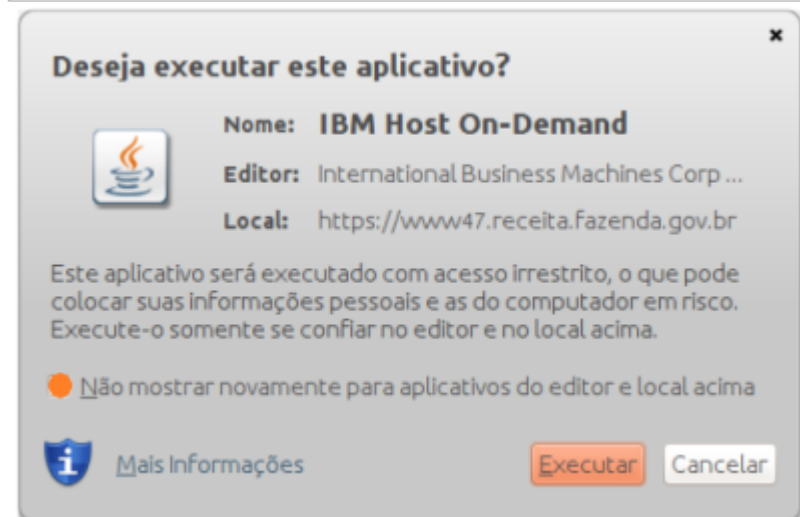 Deseja executar este aplicativo?
Nome: IBM Host On-Demand
Editor: International Business Machines Corp ...
Local: https://www47.receita.fazenda.gov.br
Este aplicativo será executado com acesso irrestrito, o que pode
colocar suas informações pessoais e as do computador em risco.
Execute-o somente se confiar no editor e no local acima.
Não mostrar novamente para aplicativos do editor e local acima
Mais Informações
Executar Cancelar